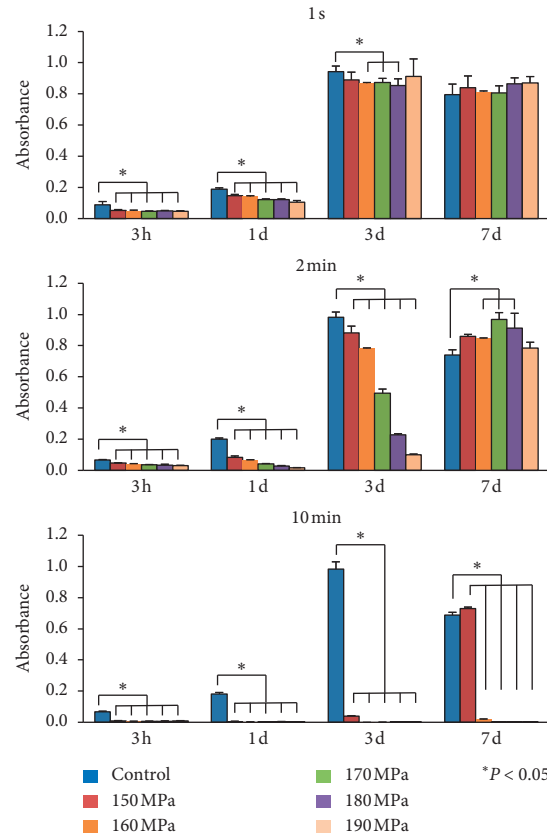 1 s
Absorbance
1.2
1.0
0.8
0.6
0.4
0.2
0.0
*
*
*
3 h
1 d
3 d
7 d
2 min
Absorbance
1.2
1.0
0.8
0.6
0.4
0.2
0.0
*
*
*
*
3 h
1 d
3 d
7 d
10 min
Absorbance
1.2
1.0
0.8
0.6
0.4
0.2
0.0
*
*
*
*
3 h
1 d
3 d
7 d
Control
150 MPa
160 MPa
170 MPa
180 MPa
190 MPa
*P < 0.05